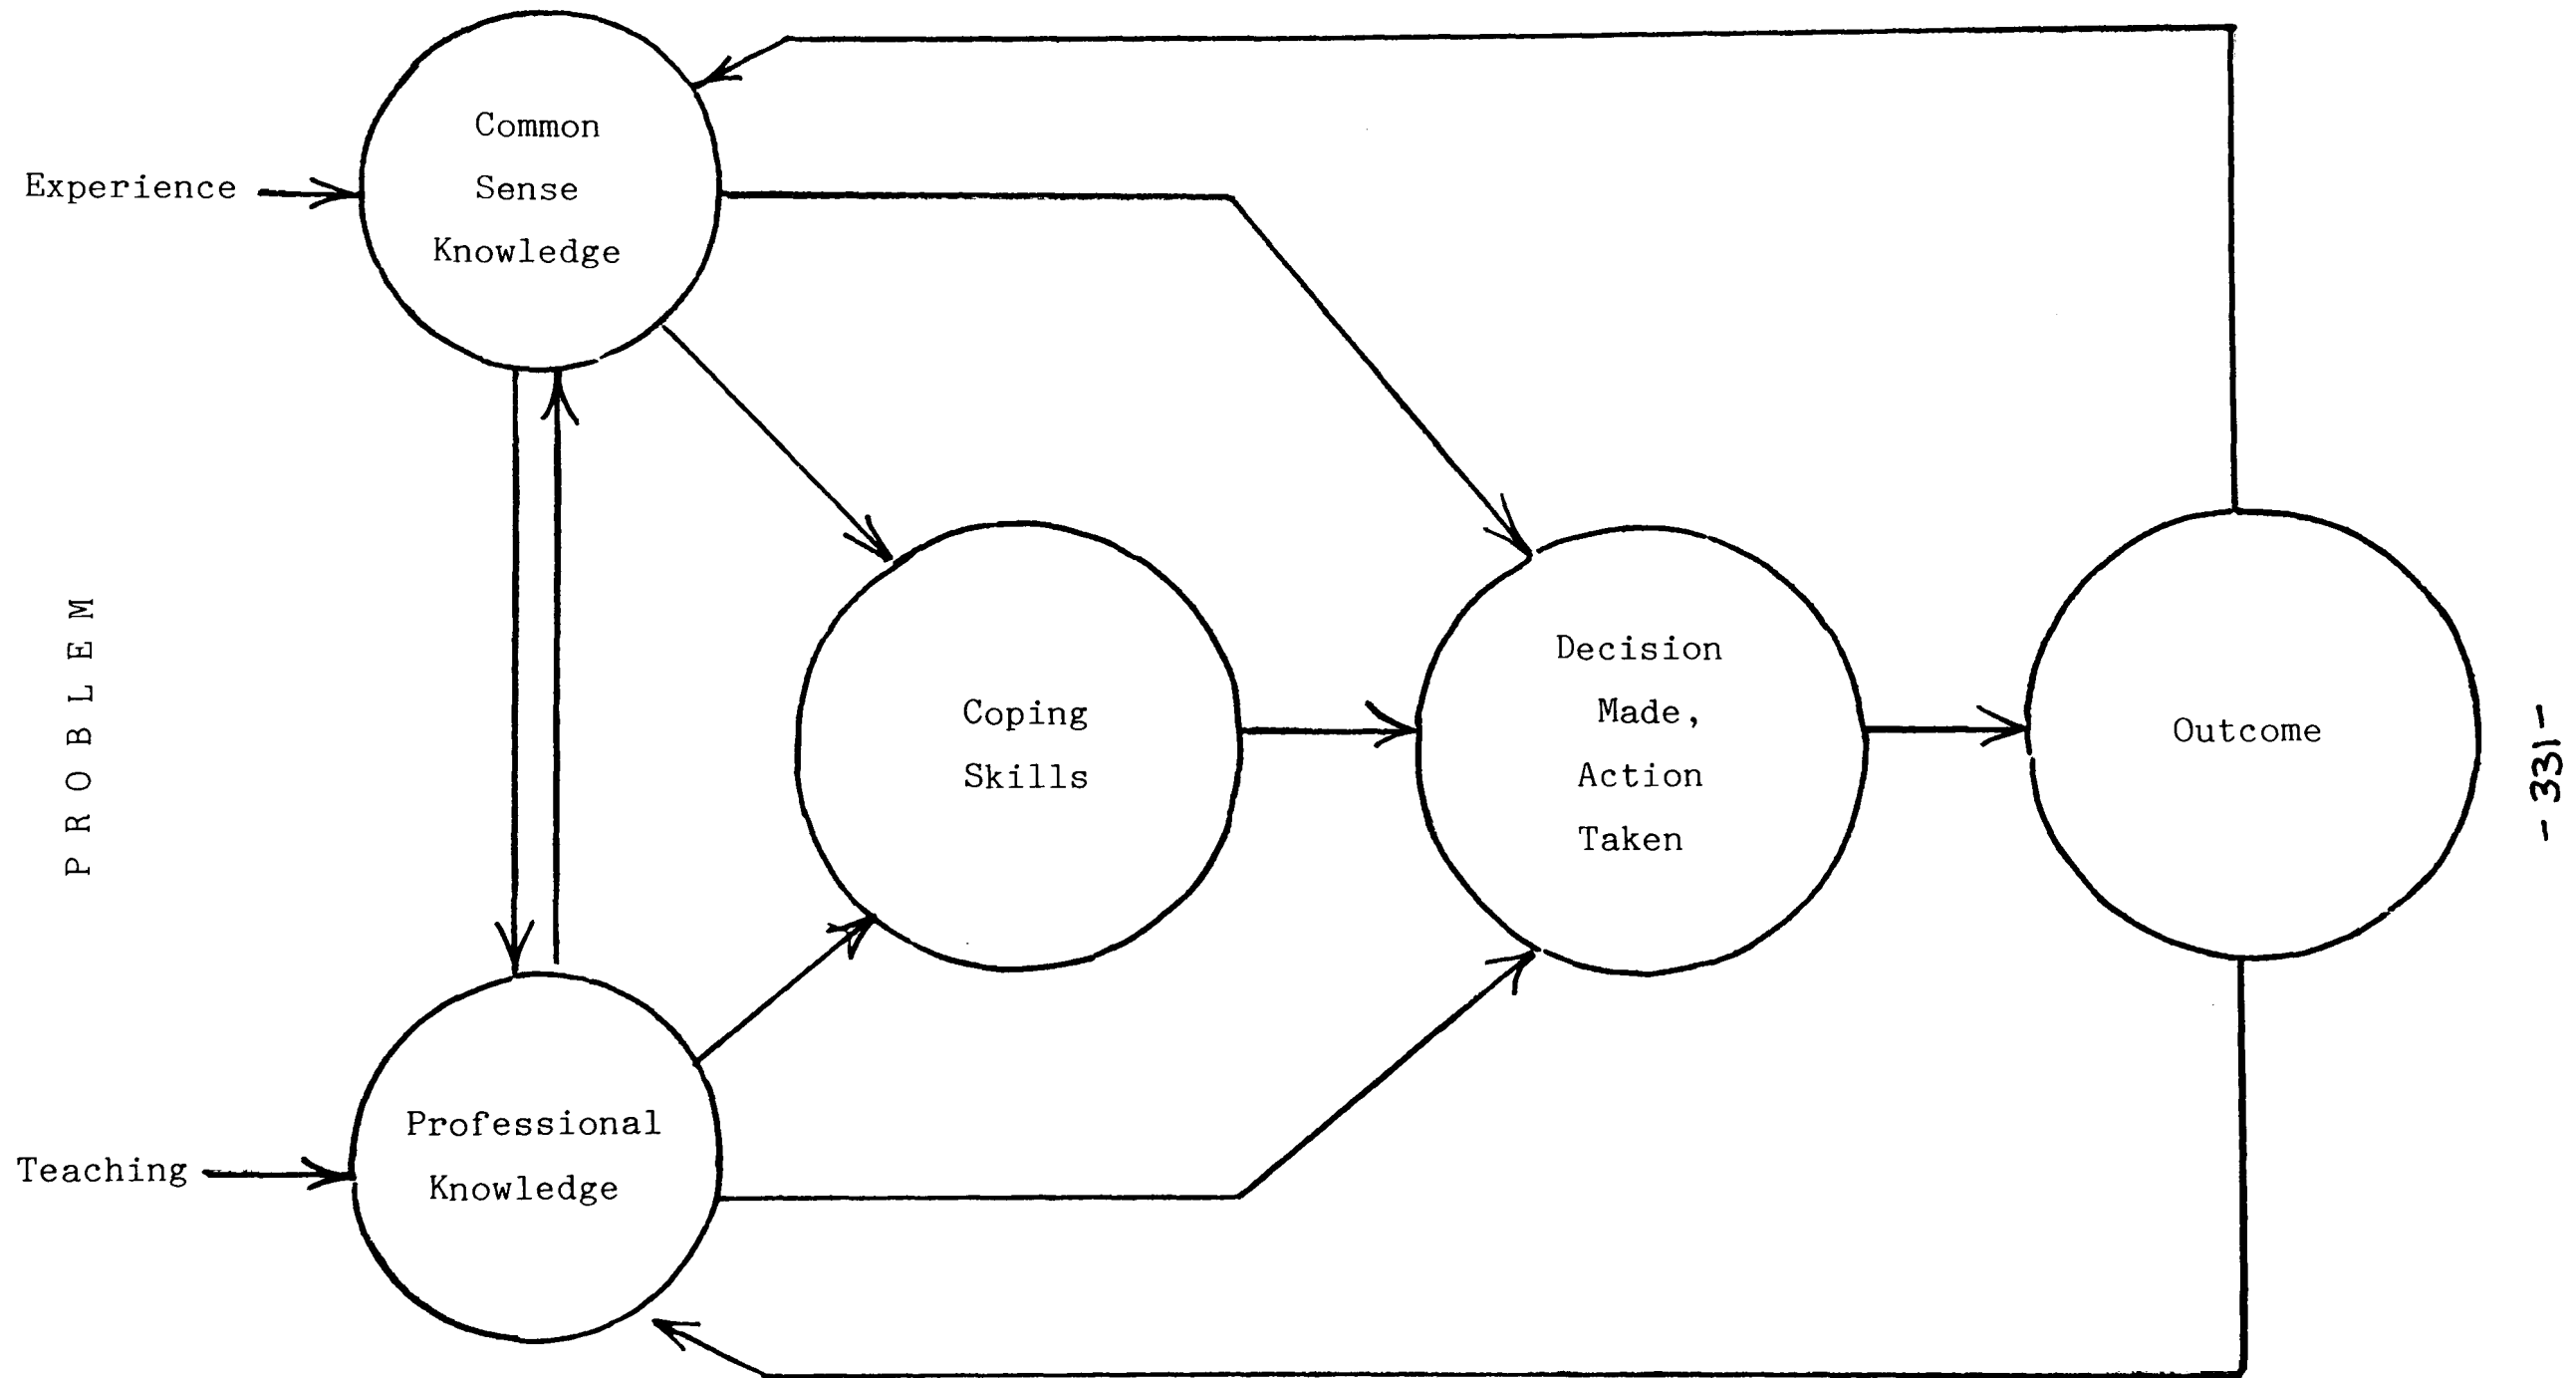 Common
Sense
Knowledge
Experience
PROBLEM
Coping
Skills
Decision
Made,
Action
Taken
Outcome
-331-
Professional
Knowledge
Teaching